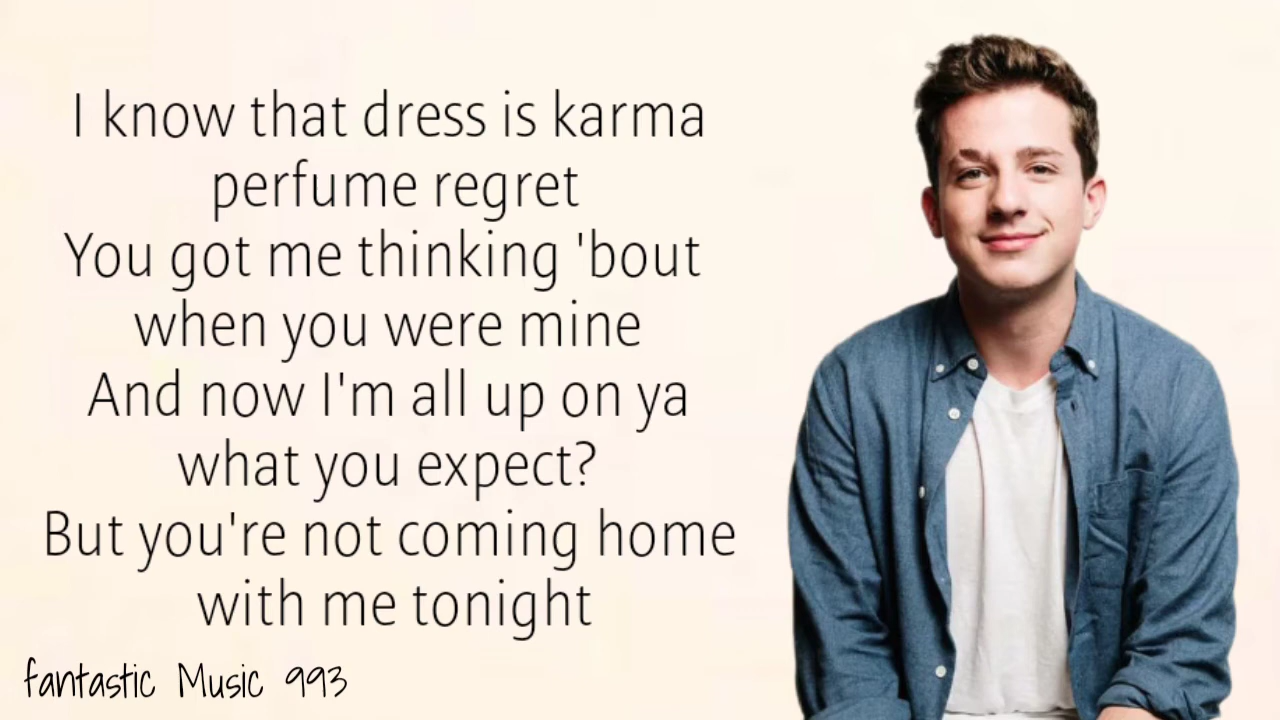 I know that dress is karma
perfume regret
You got me thinking 'bout
when you were mine
And now I'm all up on ya
what you expect?
But you're not coming home
with me tonight
fantastic Music 993